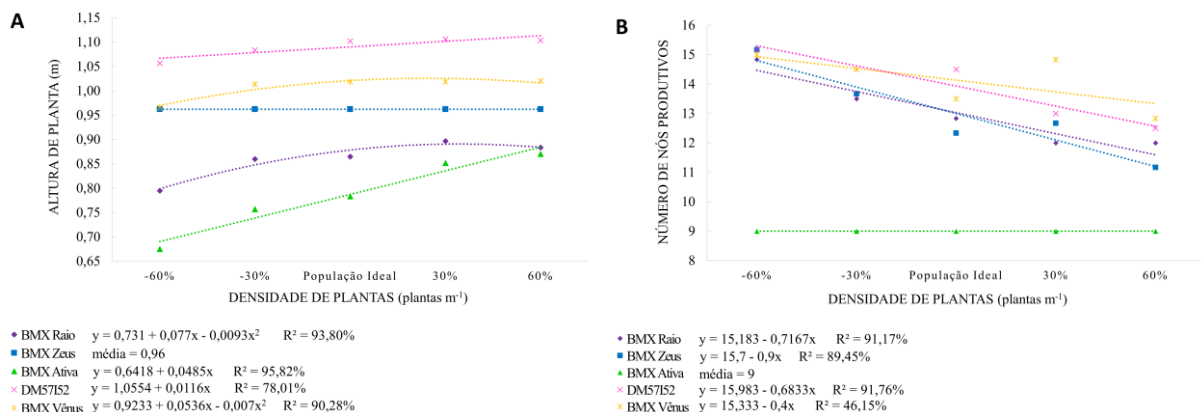 A
ALTURA DE PLANTA (m)
1,15
1,10
1,05
1,00
0,95
0,90
0,85
0,80
0,75
0,70
0,65
-60%
-30%
População Ideal
30%
60%
DENSIDADE DE PLANTAS (plantas m⁻¹)
BMX Raio y = 0,731 + 0,077x - 0,0093x² R² = 93,80%
BMX Zeus média = 0,96
BMX Ativa y = 0,6418 + 0,0485x R² = 95,82%
DM57I52 y = 1,0554 + 0,0116x R² = 78,01%
BMX Vênus y = 0,9233 + 0,0536x - 0,007x² R² = 90,28%
B
NÚMERO DE NÓS PRODUTIVOS
16
15
14
13
12
11
10
9
8
-60%
-30%
População Ideal
30%
60%
DENSIDADE DE PLANTAS (plantas m⁻¹)
BMX Raio y = 15,183 - 0,7167x R² = 91,17%
BMX Zeus y = 15,7 - 0,9x R² = 89,45%
BMX Ativa média = 9
DM57I52 y = 15,983 - 0,6833x R² = 91,76%
BMX Vênus y = 15,333 - 0,4x R² = 46,15%